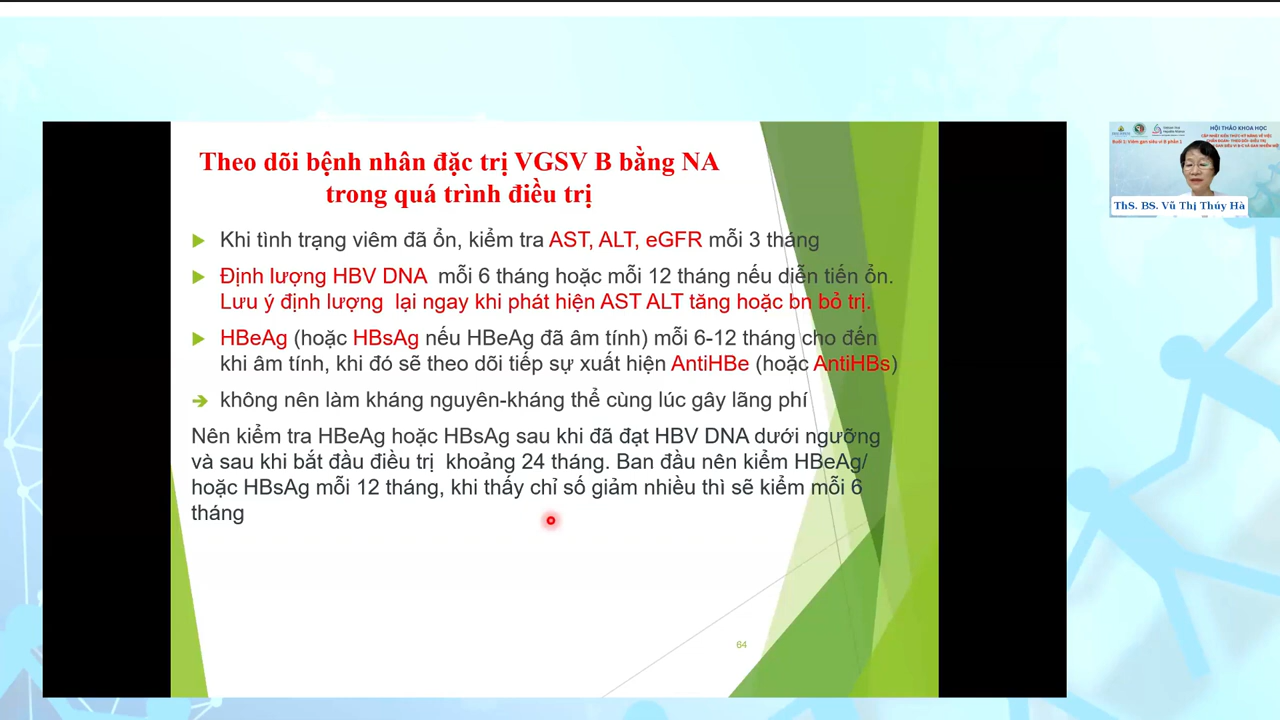 Theo dõi bệnh nhân đặc trị VGSV B bằng NA
trong quá trình điều trị
Khi tình trạng viêm đã ổn, kiểm tra AST, ALT, eGFR mỗi 3 tháng
Định lượng HBV DNA mỗi 6 tháng hoặc mỗi 12 tháng nếu diễn tiến ổn.
Lưu ý định lượng lại ngay khi phát hiện AST ALT tăng hoặc bn bỏ trị.
HBeAg (hoặc HBsAg nếu HBeAg đã âm tính) mỗi 6-12 tháng cho đến
khi âm tính, khi đó sẽ theo dõi tiếp sự xuất hiện AntiHBe (hoặc AntiHBs)
➔ không nên làm kháng nguyên-kháng thể cùng lúc gây lãng phí
Nên kiểm tra HBeAg hoặc HBsAg sau khi đã đạt HBV DNA dưới ngưỡng
và sau khi bắt đầu điều trị khoảng 24 tháng. Ban đầu nên kiểm HBeAg/
hoặc HBsAg mỗi 12 tháng, khi thấy chỉ số giảm nhiều thì sẽ kiểm mỗi 6
tháng
64
HỘI THẢO KHOA HỌC
Buổi 1: Viêm gan siêu vi B phần 1
ThS. BS. Vũ Thị Thúy Hà